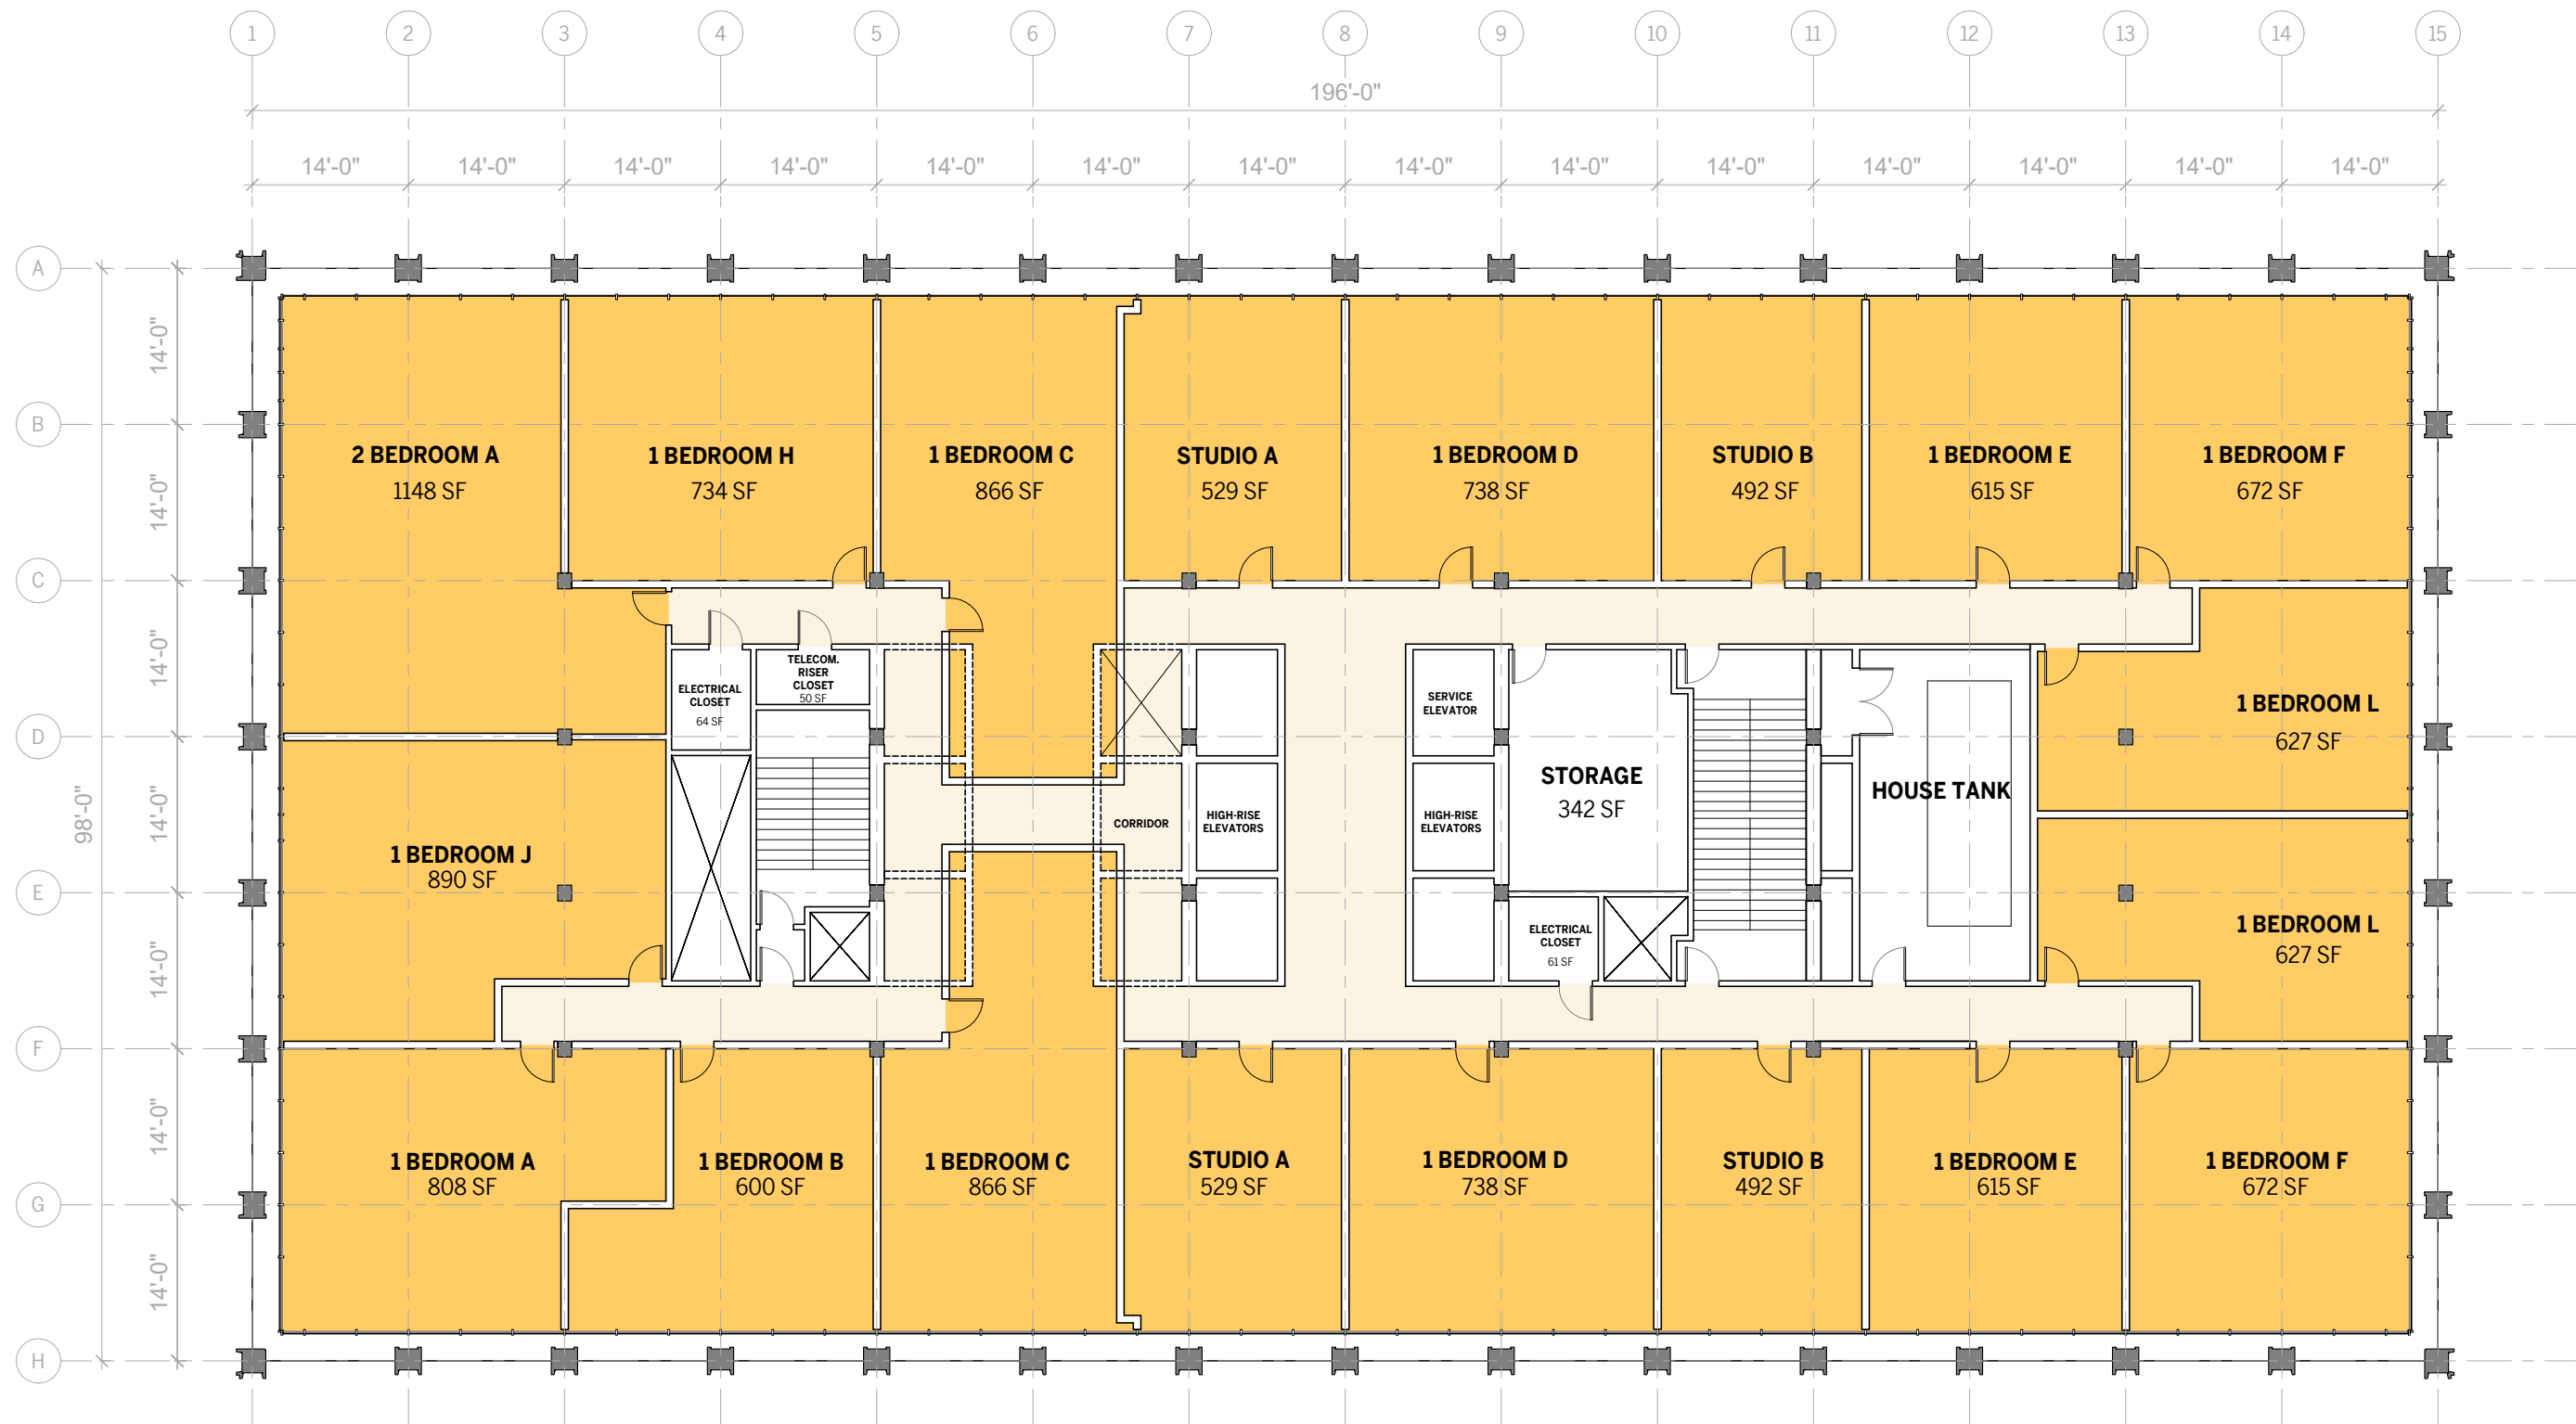 1 2 3 4 5 6 7 8 9 10 11 12 13 14 15
196'-0"
14'-0" 14'-0" 14'-0" 14'-0" 14'-0" 14'-0" 14'-0" 14'-0" 14'-0" 14'-0" 14'-0" 14'-0" 14'-0" 14'-0"
A
14'-0"
B
2 BEDROOM A
1148 SF
1 BEDROOM H
734 SF
1 BEDROOM C
866 SF
STUDIO A
529 SF
1 BEDROOM D
738 SF
STUDIO B
492 SF
1 BEDROOM E
615 SF
1 BEDROOM F
672 SF
14'-0"
C
14'-0"
ELECTRICAL
CLOSET
64 SF
TELECOM.
RISER
CLOSET
50 SF
SERVICE
ELEVATOR
1 BEDROOM L
627 SF
D
98'-0"
14'-0"
CORRIDOR
HIGH-RISE
ELEVATORS
HIGH-RISE
ELEVATORS
STORAGE
342 SF
HOUSE TANK
1 BEDROOM J
890 SF
E
14'-0"
ELECTRICAL
CLOSET
61 SF
1 BEDROOM L
627 SF
F
14'-0"
1 BEDROOM A
808 SF
1 BEDROOM B
600 SF
1 BEDROOM C
866 SF
STUDIO A
529 SF
1 BEDROOM D
738 SF
STUDIO B
492 SF
1 BEDROOM E
615 SF
1 BEDROOM F
672 SF
G
14'-0"
H